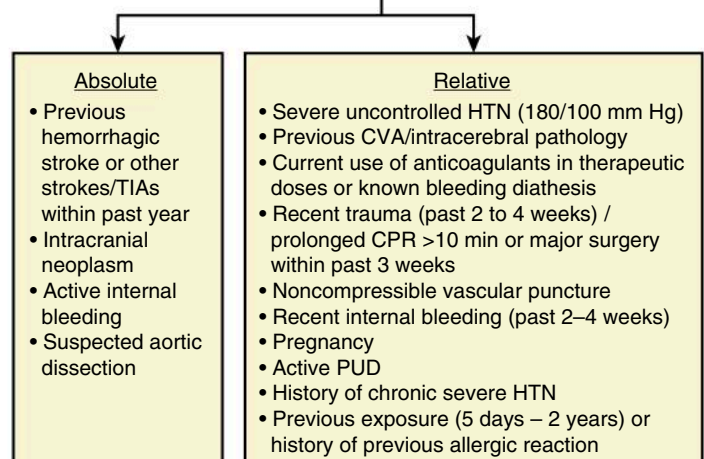 Absolute
• Previous
hemorrhagic
stroke or other
strokes/TIAs
within past year
• Intracranial
neoplasm
• Active internal
bleeding
• Suspected aortic
dissection
Relative
• Severe uncontrolled HTN (180/100 mm Hg)
• Previous CVA/intracerebral pathology
• Current use of anticoagulants in therapeutic
doses or known bleeding diathesis
• Recent trauma (past 2 to 4 weeks) /
prolonged CPR >10 min or major surgery
within past 3 weeks
• Noncompressible vascular puncture
• Recent internal bleeding (past 2–4 weeks)
• Pregnancy
• Active PUD
• History of chronic severe HTN
• Previous exposure (5 days – 2 years) or
history of previous allergic reaction